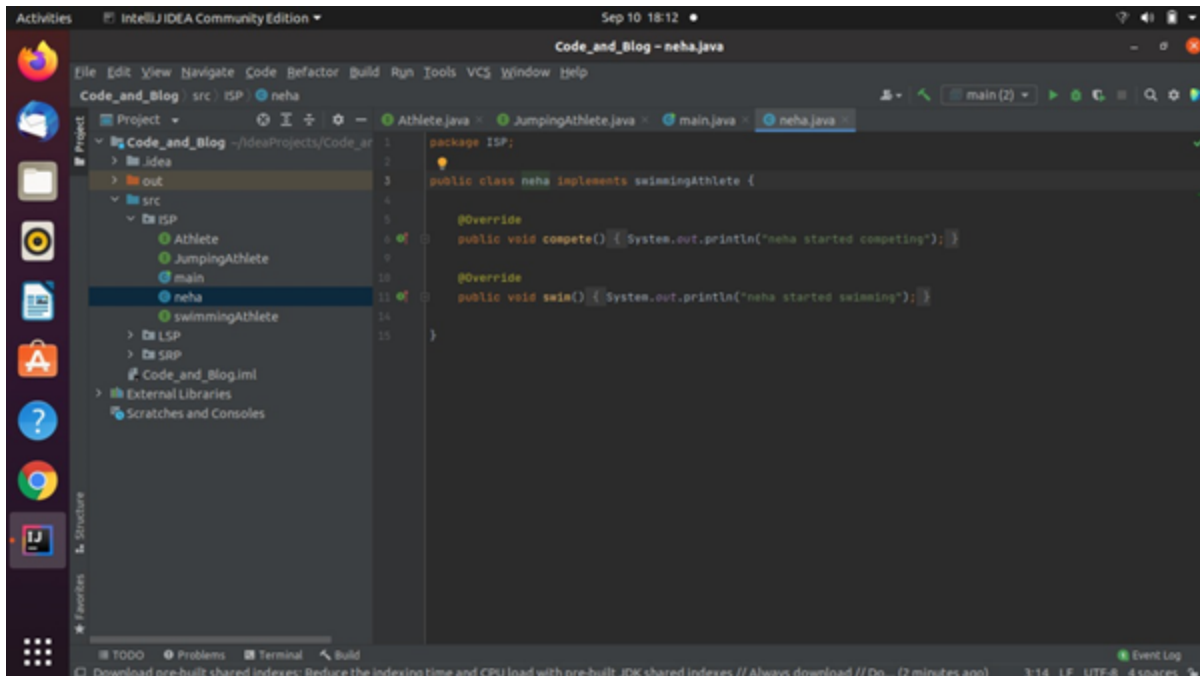 Activities IntelliJ IDEA Community Edition Sep 10 18:12
Code_and_Blog – neha.java
File Edit View Navigate Code Refactor Build Run Tools VCS Window Help
Code_and_Blog src ISP neha main (2)
Project Athlete.java JumpingAthlete.java main.java neha.java
Project
Code_and_Blog ~/IdeaProjects/Code_ar
.idea
out
src
ISP
Athlete
JumpingAthlete
main
neha
swimmingAthlete
LSP
SRP
Code_and_Blog.iml
External Libraries
Scratches and Consoles
1 package ISP;
2
3 public class neha implements swimmingAthlete {
4
5 @Override
6 public void compete() { System.out.println("neha started competing"); }
9
10 @Override
11 public void swim() { System.out.println("neha started swimming"); }
14
15 }
Structure
Favorites
TODO Problems Terminal Build Event Log
Download pre-built shared indexes: Reduce the indexing time and CPU load with pre-built JDK shared indexes // Always download // Do... (2 minutes ago) 3:14 LF UTF-8 4 spaces